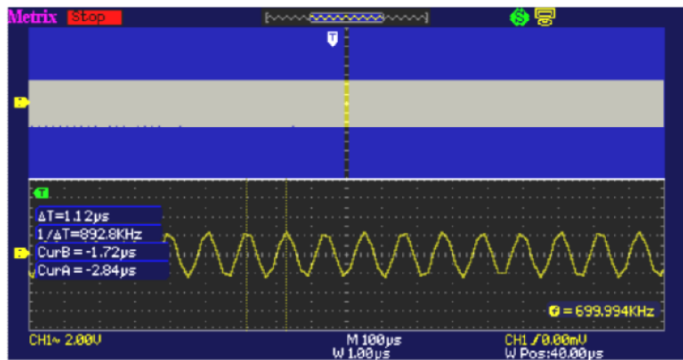 Metrix Stop
T
T
ΔT=1.12μs
1/ΔT=892.8KHz
CurB=-1.72μs
CurA=-2.84μs
= 699.994KHz
CH1~ 2.00V M 100μs CH1 0.00mV
W 1.00μs W Pos:40.00μs